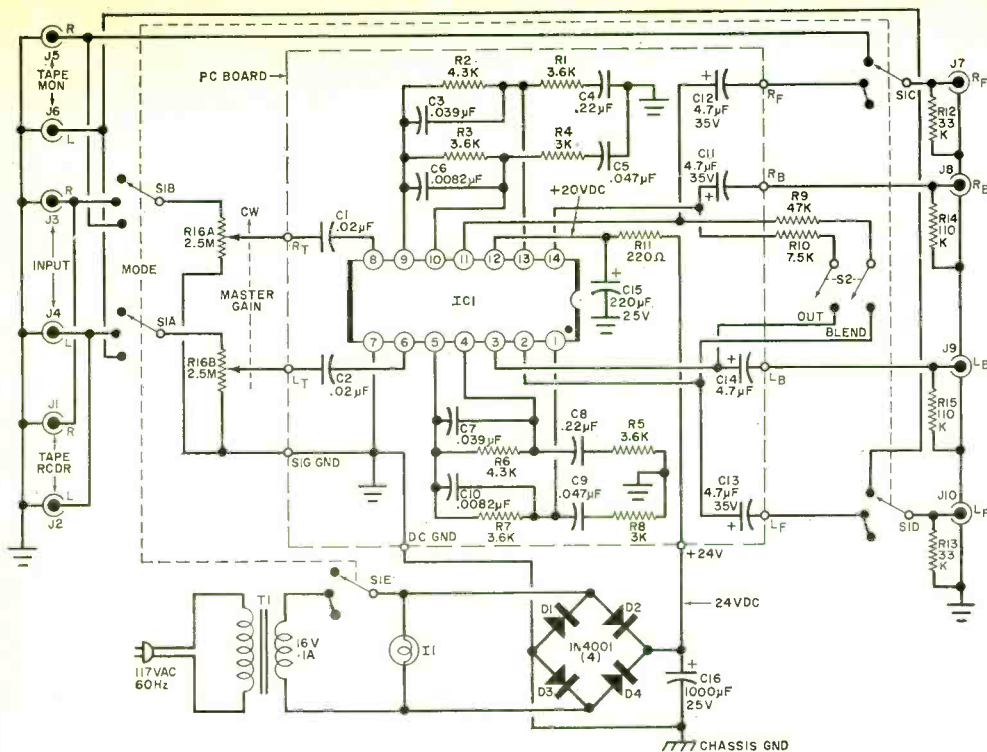 R
J5
TAPE
MON
J6
L
J3
R
INPUT
J4
L
J1
R
TAPE
RCDR
L
J2
S1B
MODE
S1A
R16A
2.5M
CW
MASTER
GAIN
R16B
2.5M
PC BOARD
C1
.02µF
RT
C2
.02µF
LT
SIG GND
R2
4.3K
C3
.039µF
R3
3.6K
C6
.0082µF
R1
3.6K
C4
.22µF
R4
3K
C5
.047µF
+20VDC
8
9
10
11
12
13
14
IC1
7
6
5
4
3
2
1
R11
220Ω
+
C15
220µF
25V
C7
.039µF
R6
4.3K
C10
.0082µF
R7
3.6K
C8
.22µF
R5
3.6K
C9
.047µF
R8
3K
DC GND
+24V
+
C12
4.7µF
35V
RF
C11
4.7µF
35V
+
RB
R9
47K
R10
7.5K
S2
OUT
BLEND
+
C14
4.7µF
LB
C13
4.7µF
35V
+
LF
S1C
J7
RF
R12
33
K
J8
RB
R14
110
K
J9
LB
R15
110
K
J10
LF
S1D
R13
33
K
117VAC
60Hz
T1
16V
.1A
S1E
I1
D1
D2
1N4001
(4)
D3
D4
24VDC
+
C16
1000µF
25V
CHASSIS GND